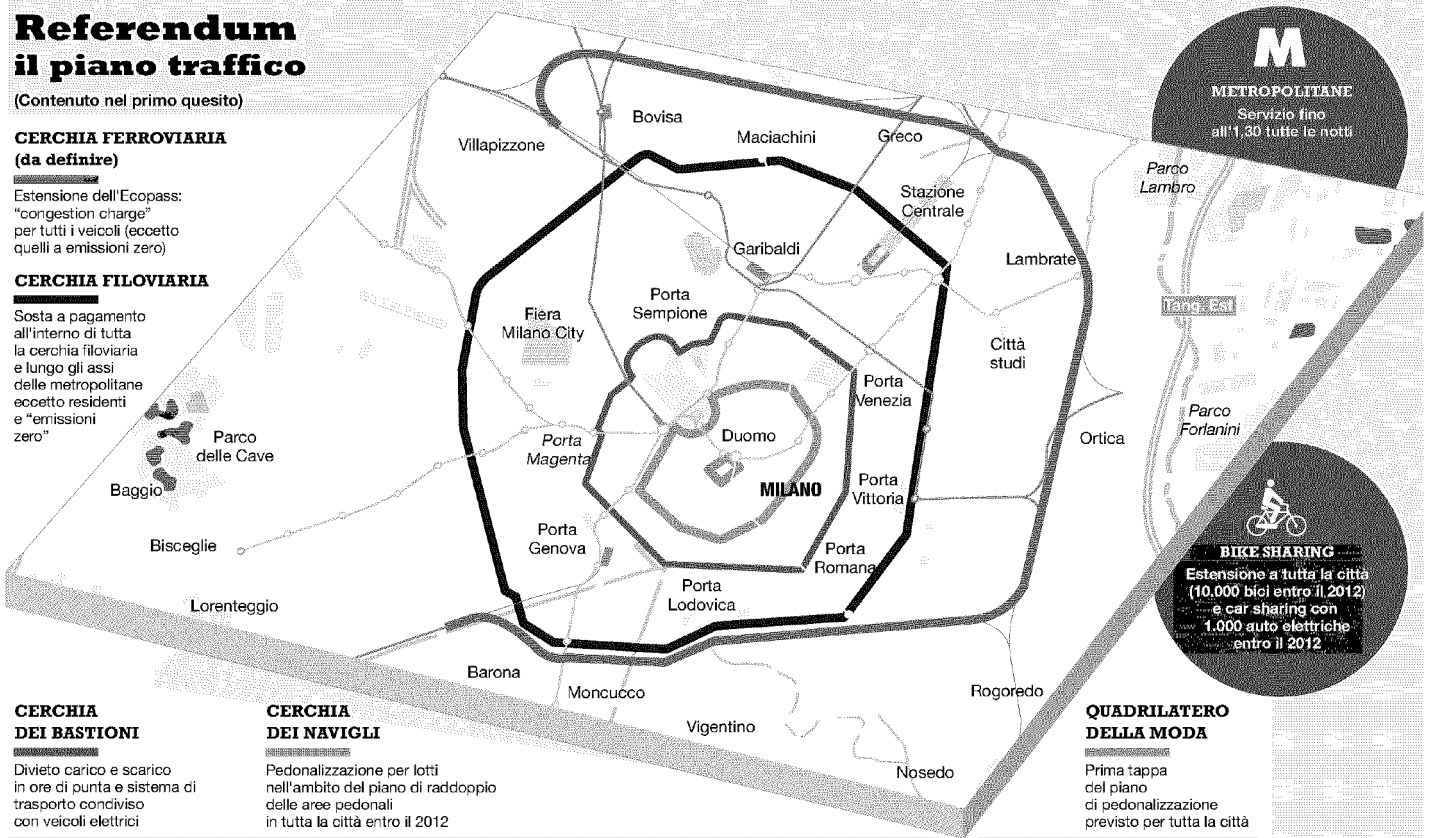 Referendum
il piano traffico
(Contenuto nel primo quesito)
CERCHIA FERROVIARIA
(da definire)
Estensione dell'Ecopass:
“congestion charge”
per tutti i veicoli (eccetto
quelli a emissioni zero)
CERCHIA FILOVIARIA
Sosta a pagamento
all'interno di tutta
la cerchia filoviaria
e lungo gli assi
delle metropolitane
eccetto residenti
e “emissioni
zero”
M
METROPOLITANE
Servizio fino
all'1,30 tutte le notti
Bovisa
Villapizzone
Maciachini
Greco
Stazione
Centrale
Parco
Lambro
Garibaldi
Lambrate
Porta
Sempione
Fiera
Milano City
Tang. Est
Città
studi
Porta
Venezia
Parco
Forlanini
Ortica
Porta
Magenta
Duomo
MILANO
Porta
Vittoria
Parco
delle Cave
Baggio
Bisceglie
Porta
Genova
Porta
Romana
Porta
Lodovica
Lorenteggio
Barona
Moncucco
Vigentino
Rogoredo
Nosedo
BIKE SHARING
Estensione a tutta la città
(10.000 bici entro il 2012)
e car sharing con
1.000 auto elettriche
entro il 2012
CERCHIA
DEI BASTIONI
Divieto carico e scarico
in ore di punta e sistema di
trasporto condiviso
con veicoli elettrici
CERCHIA
DEI NAVIGLI
Pedonalizzazione per lotti
nell'ambito del piano di raddoppio
delle aree pedonali
in tutta la città entro il 2012
QUADRILATERO
DELLA MODA
Prima tappa
del piano
di pedonalizzazione
previsto per tutta la città